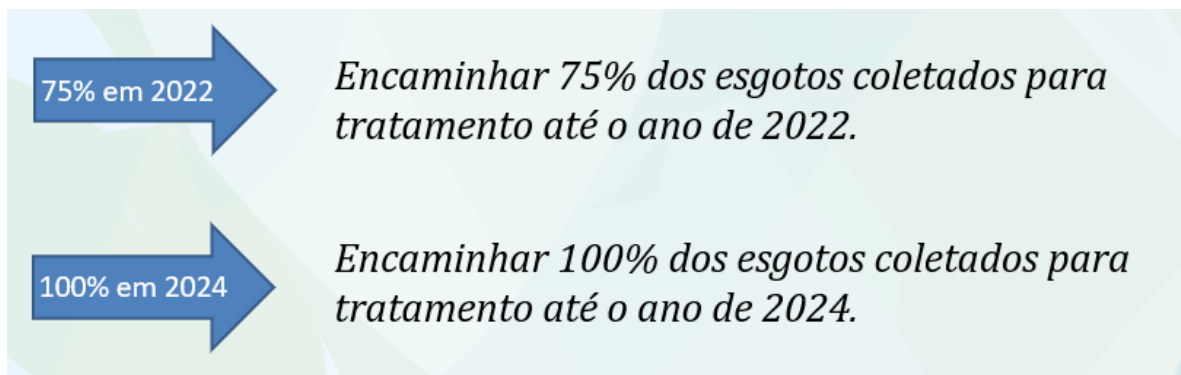 75% em 2022
Encaminhar 75% dos esgotos coletados para
tratamento até o ano de 2022.
100% em 2024
Encaminhar 100% dos esgotos coletados para
tratamento até o ano de 2024.